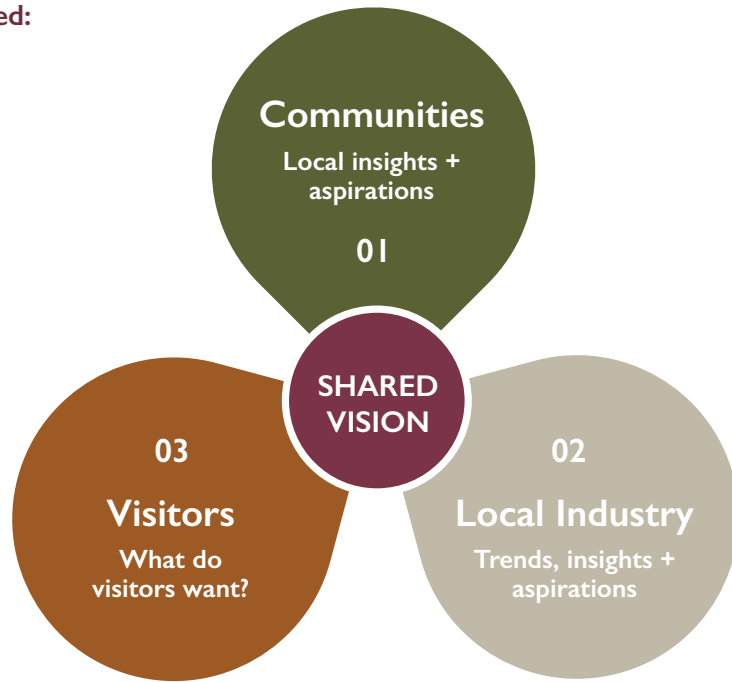 ed:
Communities
Local insights +
aspirations
01
SHARED
VISION
03
Visitors
What do
visitors want?
02
Local Industry
Trends, insights +
aspirations